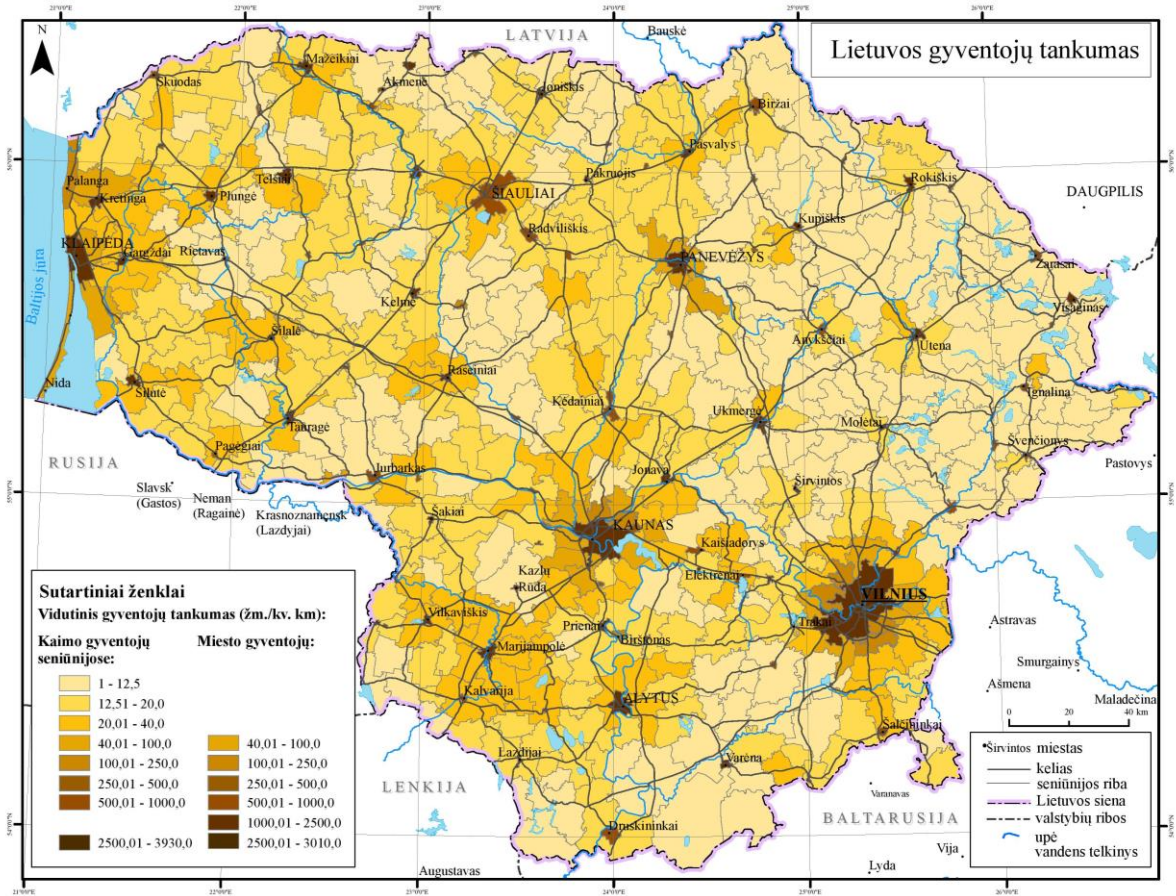 Lietuvos gyventojų tankumas
N
LATVIJA
Bauskė
Mažeikiai
Skuodas
Akmenė
Joniškis
Biržai
Pasvalys
Palanga
Kretinga
Plungė
Telšiai
ŠIAULIAI
Pakruojis
Rokiškis
DAUGPILIS
KLAIPĖDA
Gargždai
Rietavas
Radviliškis
PANEVĖŽYS
Kupiškis
Zarasai
Baltijos jūra
Kelmė
Visaginas
Šilalė
Anykščiai
Utena
Nida
Šilutė
Raseiniai
Kėdainiai
Ignalina
Tauragė
Ukmergė
Molėtai
Pagėgiai
Švenčionys
Pastovys
RUSIJA
Jurbarkas
Jonava
Širvintos
Slavsk
(Gastos)
Neman
(Ragainė)
Krasnoznamensk
(Lazdyjai)
Šakiai
KAUNAS
Kaišiadorys
Kazlų
Rūda
Elektrėnai
VILNIUS
Vilkaviškis
Prienai
Birštonas
Trakai
Astravas
Marijampolė
Smurgainys
Kalvarija
ALYTUS
Ašmena
Maladečina
Šalčininkai
Lazdijai
Varėna
LENKIJA
Varanavas
BALTARUSIJA
Druskininkai
Augustavas
Lyda
Vija
Sutartiniai ženklai
Vidutinis gyventojų tankumas (žm./kv. km):
Kaimo gyventojų
seniūnijose:
Miesto gyventojų:
1 - 12,5
12,51 - 20,0
20,01 - 40,0
40,01 - 100,0 40,01 - 100,0
100,01 - 250,0 100,01 - 250,0
250,01 - 500,0 250,01 - 500,0
500,01 - 1000,0 500,01 - 1000,0
1000,01 - 2500,0
2500,01 - 3930,0 2500,01 - 3010,0
0 20 40 km
Širvintos miestas
kelias
seniūnijos riba
Lietuvos siena
valstybių ribos
upė
vandens telkinys